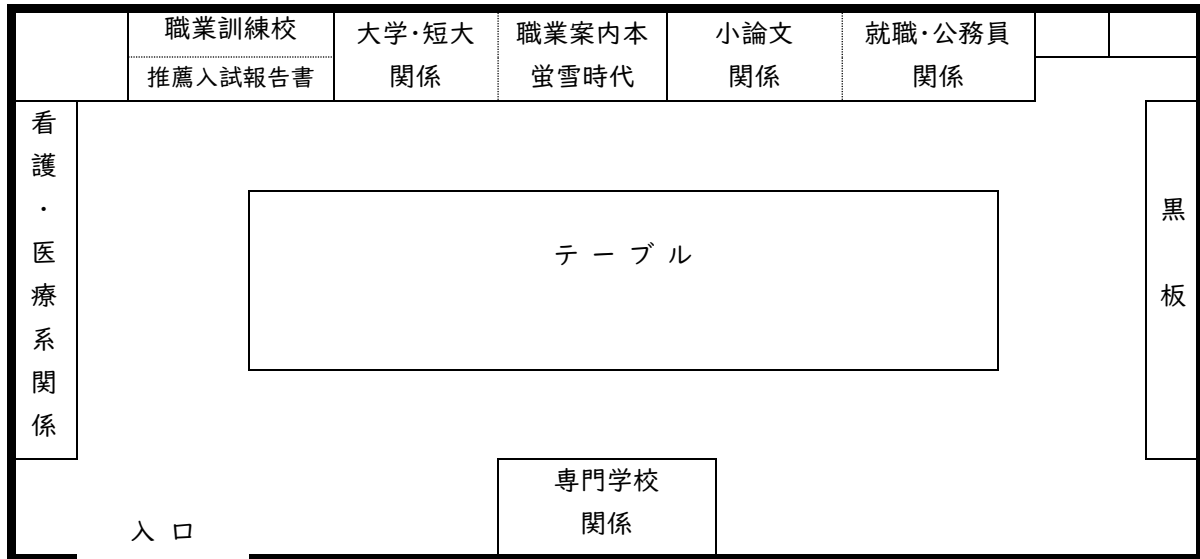 職業訓練校
推薦入試報告書
大学・短大
関係
職業案内本
蛍雪時代
小論文
関係
就職・公務員
関係
看護・医療系関係
テーブル
黒板
専門学校
関係
入口